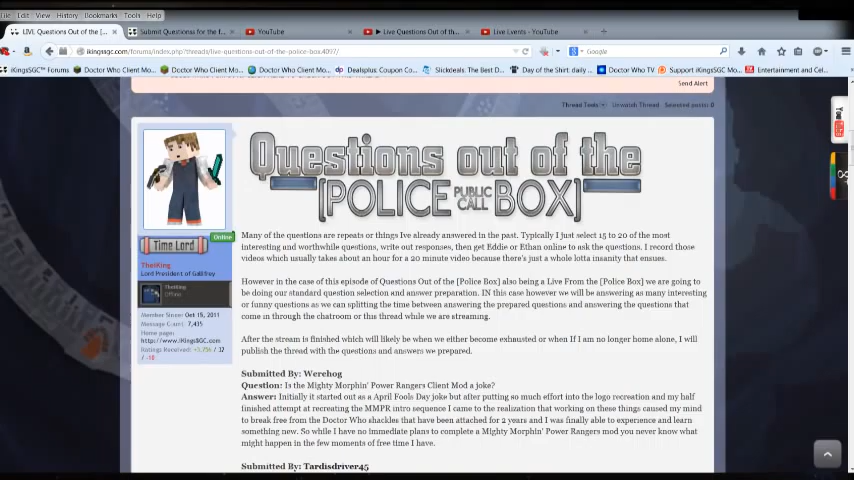 File Edit View History Bookmarks Tools Help
LIVE Questions Out of the [...
Submit Questions for the f...
YouTube
Live Questions Out of th...
Live Events - YouTube
ikingssgc.com/forums/index.php?threads/live-questions-out-of-the-police-box.4097/
Google
iKingsSGC™ Forums
Doctor Who Client Mo...
Doctor Who Client M...
Doctor Who Client Mo...
Dealsplus: Coupon Co...
Slickdeals: The Best D...
Day of the Shirt: daily ...
Doctor Who TV
Support iKingsSGC Mo...
Entertainment and Cel...
Send Alert
Thread Tools
Unwatch Thread
Selected posts: 0
You
Tube
Questions out of the
[POLICE PUBLIC CALL BOX]
Online
Time Lord
TheiKing
Lord President of Gallifrey
TheiKing
Offline
Member Since: Oct 15, 2011
Message Count: 7,435
Home page:
http://www.iKingsSGC.com
Ratings Received: +3,256 / 32
/ -10
Many of the questions are repeats or things Ive already answered in the past. Typically I just select 15 to 20 of the most
interesting and worthwhile questions, write out responses, then get Eddie or Ethan online to ask the questions. I record those
videos which usually takes about an hour for a 20 minute video because there's just a whole lotta insanity that ensues.
However in the case of this episode of Questions Out of the [Police Box] also being a Live From the [Police Box] we are going to
be doing our standard question selection and answer preparation. IN this case however we will be answering as many interesting
or funny questions as we can splitting the time between answering the prepared questions and answering the questions that
come in through the chatroom or this thread while we are streaming.
After the stream is finished which will likely be when we either become exhausted or when If I am no longer home alone, I will
publish the thread with the questions and answers we prepared.
Submitted By: Werehog
Question: Is the Mighty Morphin' Power Rangers Client Mod a joke?
Answer: Initially it started out as a April Fools Day joke but after putting so much effort into the logo recreation and my half
finished attempt at recreating the MMPR intro sequence I came to the realization that working on these things caused my mind
to break free from the Doctor Who shackles that have been attached for 2 years and I was finally able to experience and learn
something new. So while I have no immediate plans to complete a Mighty Morphin' Power Rangers mod you never know what
might happen in the few moments of free time I have.
Submitted By: Tardisdriver45